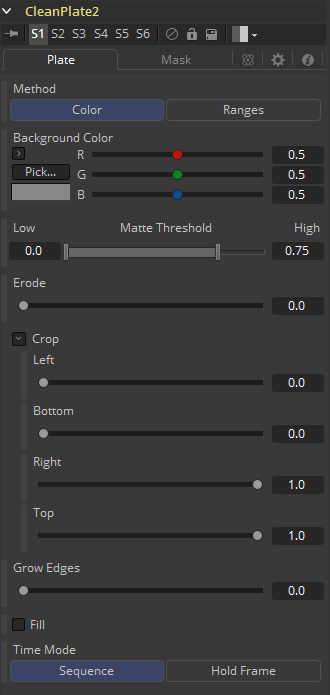 CleanPlate2
S1 S2 S3 S4 S5 S6
Plate Mask
Method
Color Ranges
Background Color
R 0.5
Pick... G 0.5
B 0.5
Low Matte Threshold High
0.0 0.75
Erode
0.0
Crop
Left
0.0
Bottom
0.0
Right
1.0
Top
1.0
Grow Edges
0.0
Fill
Time Mode
Sequence Hold Frame